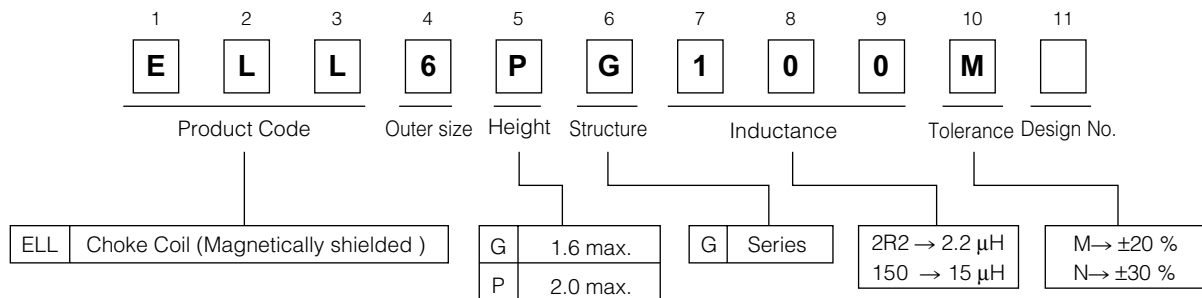 1 2 3 4 5 6 7 8 9 10 11
E L L 6 P G 1 0 0 M
Product Code Outer size Height Structure Inductance Tolerance Design No.
ELL Choke Coil (Magnetically shielded )
G 1.6 max.
P 2.0 max.
G Series
2R2 → 2.2 µH
150 → 15 µH
M→ ±20 %
N→ ±30 %